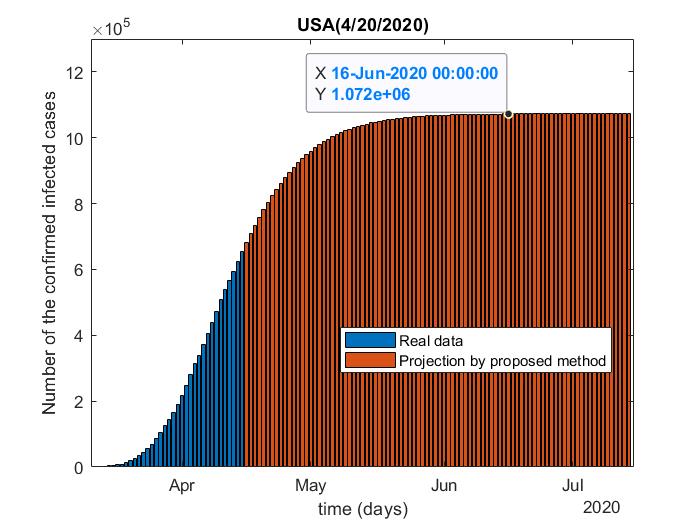 USA(4/20/2020)
×10⁵
X 16-Jun-2020 00:00:00
Y 1.072e+06
Number of the confirmed infected cases
12
10
8
6
4
2
0
Real data
Projection by proposed method
Apr May Jun Jul
time (days)
2020